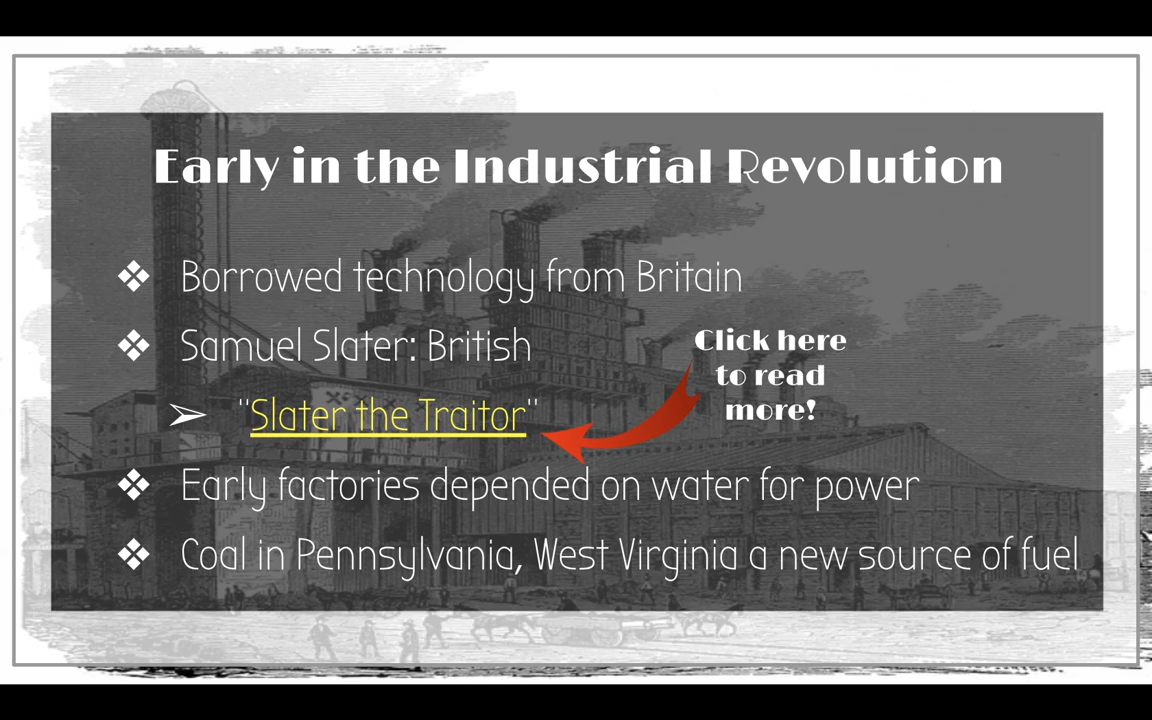 Early in the Industrial Revolution
❖ Borrowed technology from Britain
❖ Samuel Slater: British
➢ "Slater the Traitor"
Click here
to read
more!
❖ Early factories depended on water for power
❖ Coal in Pennsylvania, West Virginia a new source of fuel